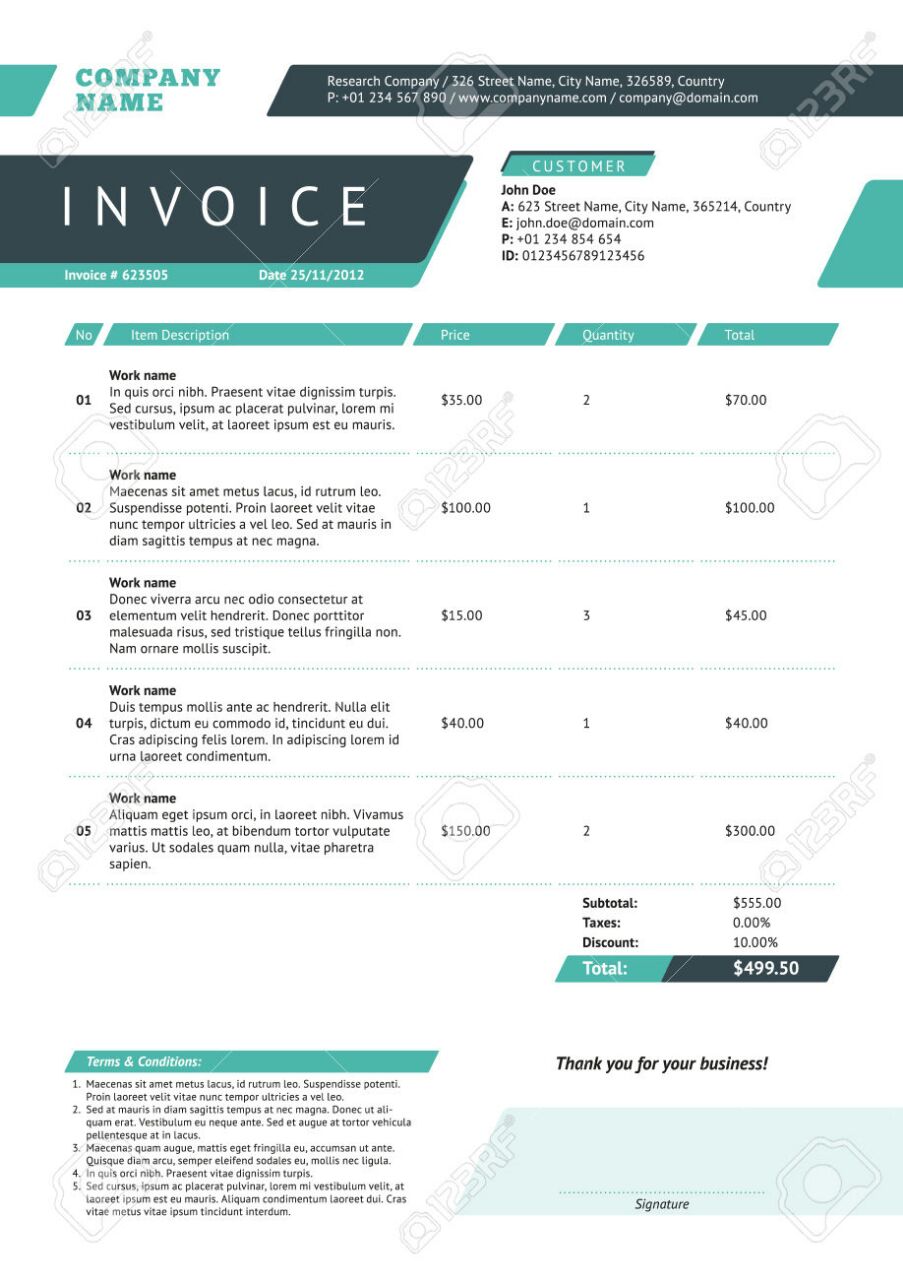 COMPANY
NAME
Research Company / 326 Street Name, City Name, 326589, Country
P: +01 234 567 890 / www.companyname.com / company@domain.com
INVOICE
Invoice # 623505 Date 25/11/2012
CUSTOMER
John Doe
A: 623 Street Name, City Name, 365214, Country
E: john.doe@domain.com
P: +01 234 854 654
ID: 0123456789123456
No Item Description Price Quantity Total
Work name
In quis orci nibh. Praesent vitae dignissim turpis.
01 Sed cursus, ipsum ac placerat pulvinar, lorem mi $35.00 2 $70.00
vestibulum velit, at laoreet ipsum est eu mauris.
Work name
Maecenas sit amet metus lacus, id rutrum leo.
02 Suspendisse potenti. Proin laoreet velit vitae $100.00 1 $100.00
nunc tempor ultricies a vel leo. Sed at mauris in
diam sagittis tempus at nec magna.
Work name
Donec viverra arcu nec odio consectetur at
03 elementum velit hendrerit. Donec porttitor $15.00 3 $45.00
malesuada risus, sed tristique tellus fringilla non.
Nam ornare mollis suscipit.
Work name
Duis tempus mollis ante ac hendrerit. Nulla elit
04 turpis, dictum eu commodo id, tincidunt eu dui. $40.00 1 $40.00
Cras adipiscing felis lorem. In adipiscing lorem id
urna laoreet condimentum.
Work name
Aliquam eget ipsum orci, in laoreet nibh. Vivamus
05 mattis mattis leo, at bibendum tortor vulputate $150.00 2 $300.00
varius. Ut sodales quam nulla, vitae pharetra
sapien.
Subtotal: $555.00
Taxes: 0.00%
Discount: 10.00%
Total: $499.50
Terms & Conditions:
1. Maecenas sit amet metus lacus, id rutrum leo. Suspendisse potenti.
Proin laoreet velit vitae nunc tempor ultricies a vel leo.
2. Sed at mauris in diam sagittis tempus at nec magna. Donec ut ali-
quam erat. Vestibulum eu neque ante. Sed et augue at tortor vehicula
pellentesque at in lacus.
3. Maecenas quam augue, mattis eget fringilla eu, accumsan ut ante.
Quisque diam arcu, semper eleifend sodales eu, mollis nec ligula.
4. In quis orci nibh. Praesent vitae dignissim turpis.
5. Sed cursus, ipsum ac placerat pulvinar, lorem mi vestibulum velit, at
laoreet ipsum est eu mauris. Aliquam condimentum laoreet dui. Cras
vitae metus vitae ipsum tincidunt interdum.
Thank you for your business!
Signature
123RF
123RF
123RF
123RF
123RF
123RF